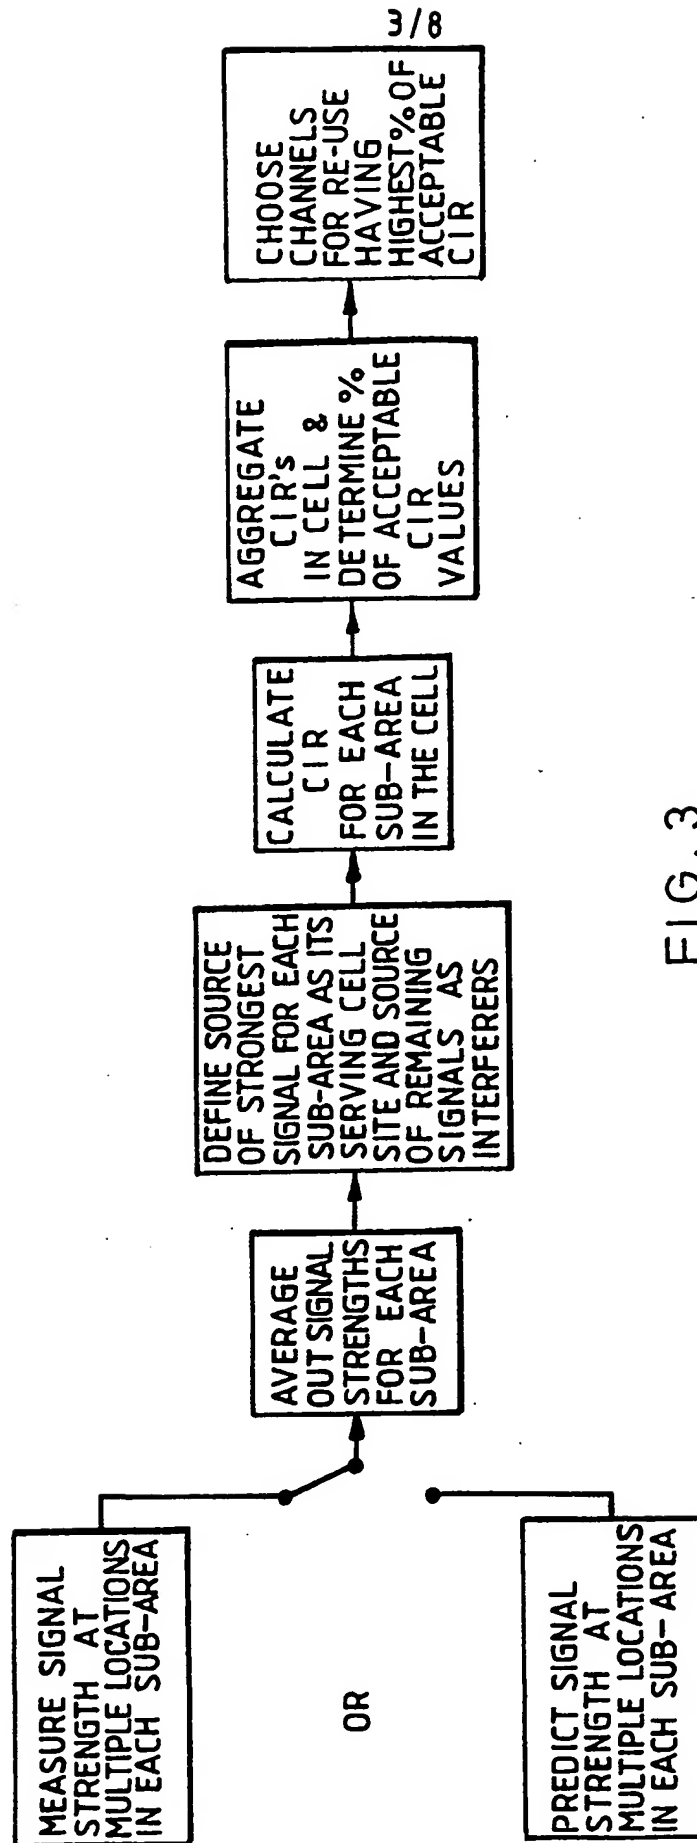 3/8
MEASURE SIGNAL
STRENGTH AT
MULTIPLE LOCATIONS
IN EACH SUB-AREA
OR
PREDICT SIGNAL
STRENGTH AT
MULTIPLE LOCATIONS
IN EACH SUB-AREA
AVERAGE
OUT SIGNAL
STRENGTHS
FOR EACH
SUB-AREA
DEFINE SOURCE
OF STRONGEST
SIGNAL FOR EACH
SUB-AREA AS ITS
SERVING CELL
SITE AND SOURCE
OF REMAINING
SIGNALS AS
INTERFERERS
CALCULATE
CIR
FOR EACH
SUB-AREA
IN THE CELL
AGGREGATE
CIR's
IN CELL &
DETERMINE %
OF ACCEPTABLE
CIR
VALUES
CHOOSE
CHANNELS
FOR RE-USE
HAVING
HIGHEST % OF
ACCEPTABLE
CIR
FIG. 3